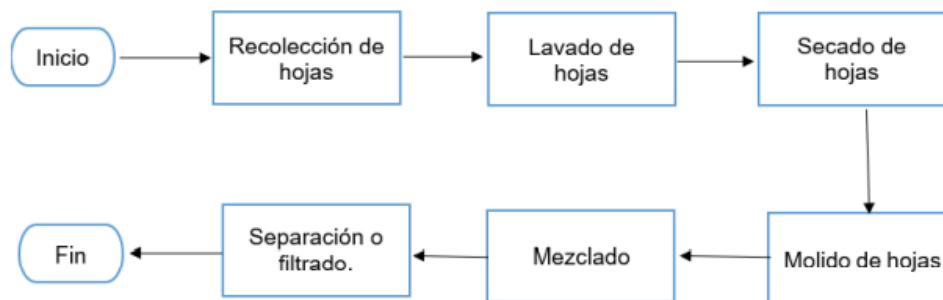 Inicio
Recolección de
hojas
Lavado de
hojas
Secado de
hojas
Molido de hojas
Mezclado
Separación o
filtrado.
Fin